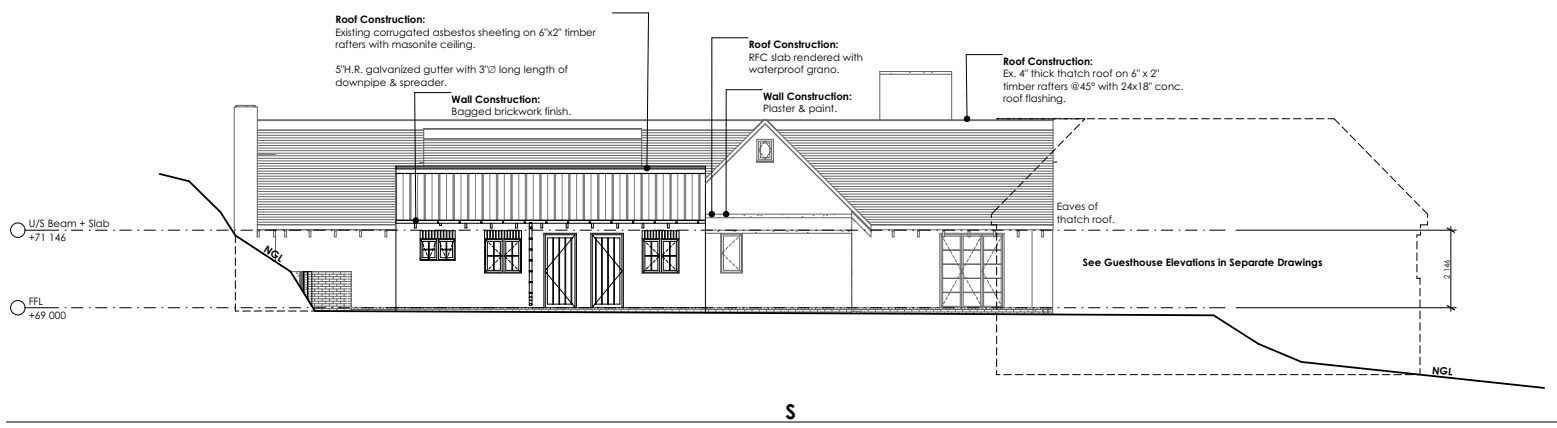 Roof Construction:
Existing corrugated asbestos sheeting on 6"x2" timber
rafters with masonite ceiling.
5"H.R. galvanized gutter with 3"Ø long length of
downpipe & spreader.
Wall Construction:
Bagged brickwork finish.
Roof Construction:
RFC slab rendered with
waterproof grano.
Wall Construction:
Plaster & paint.
Roof Construction:
Ex. 4" thick thatch roof on 6" x 2"
timber rafters @45° with 24x18" conc.
roof flashing.
Eaves of
thatch roof.
U/S Beam + Slab
+71 146
NGL
See Guesthouse Elevations in Separate Drawings
2 146
FFL
+69 000
NGL
S